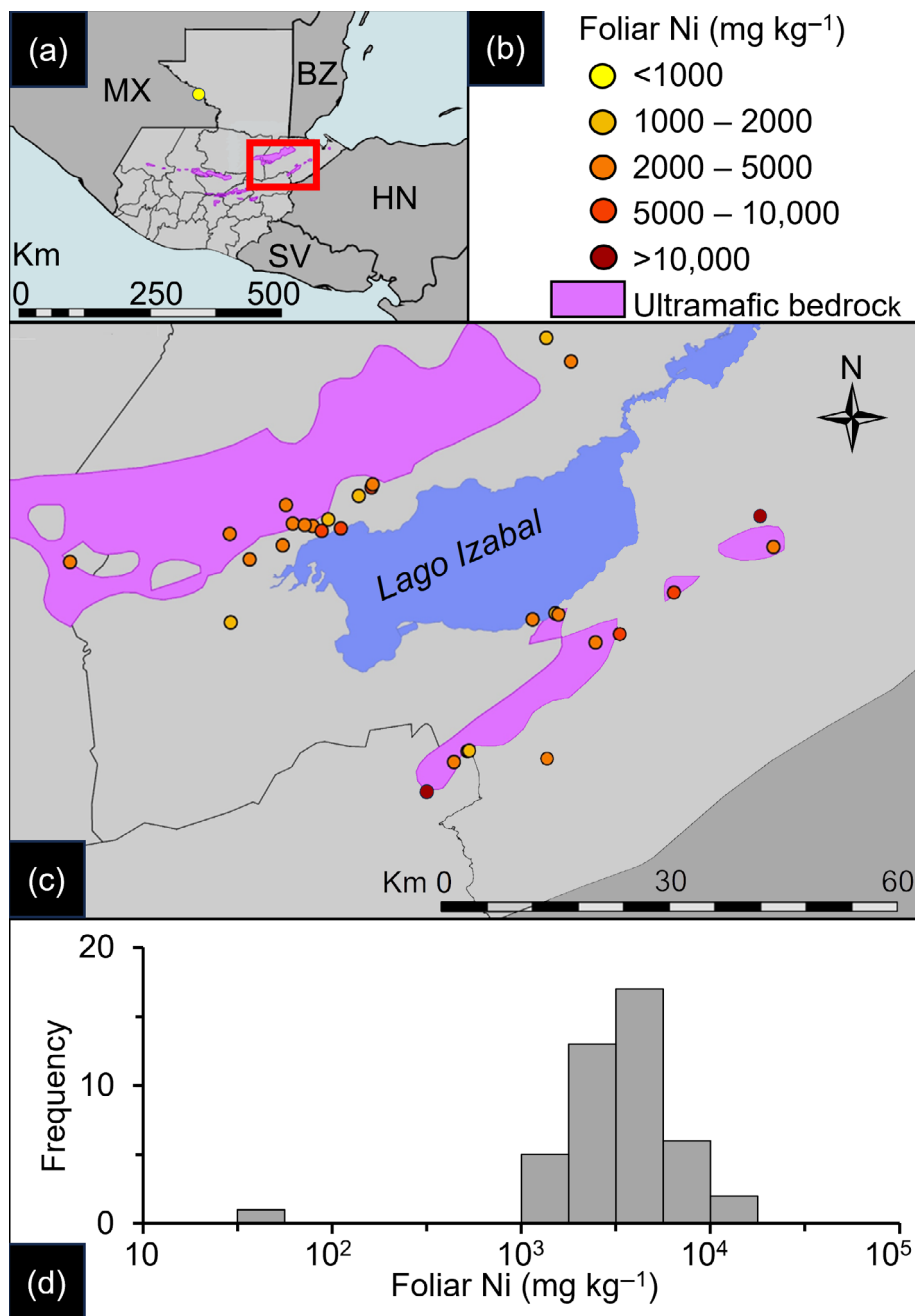 (a)
MX
BZ
HN
SV
Km
0 250 500
(b)
Foliar Ni (mg kg⁻¹)
<1000
1000 – 2000
2000 – 5000
5000 – 10,000
>10,000
Ultramafic bedrock
N
Lago Izabal
(c)
Km 0 30 60
20
10
0
Frequency
10 10² 10³ 10⁴ 10⁵
Foliar Ni (mg kg⁻¹)
(d)